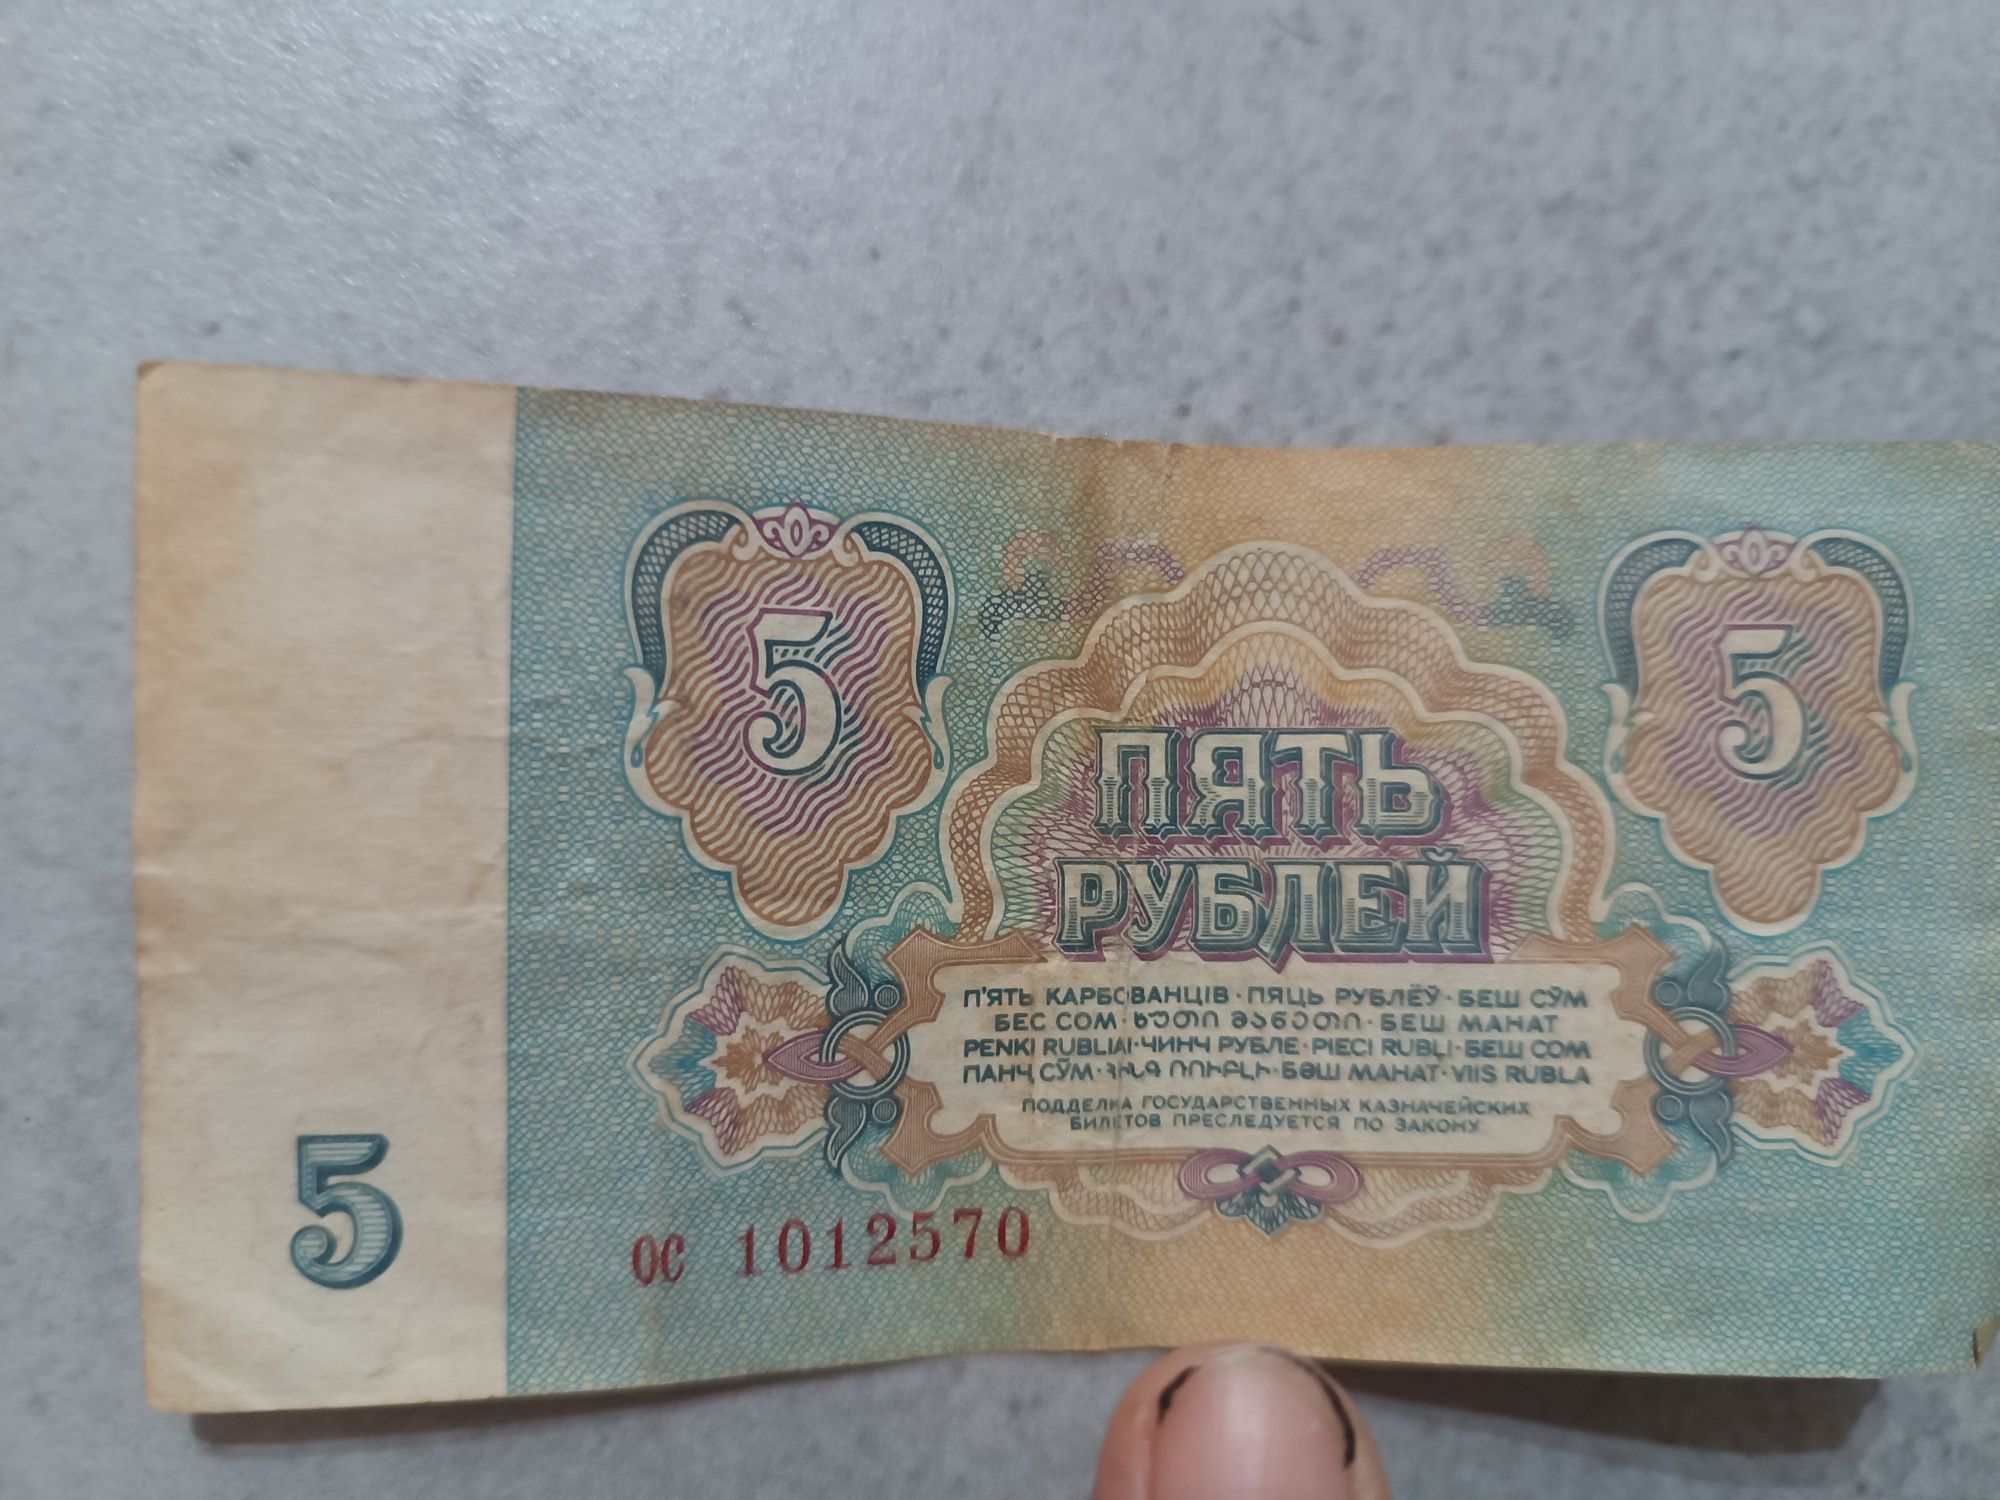 5
5
ПЯТЬ
РУБЛЕЙ
П'ЯТЬ КАРБОВАНЦІВ · ПЯЦЬ РУБЛЁЎ · БЕШ СЎМ
БЕС СОМ · ხუთი მანეთი · БЕШ МАНАТ
PENKI RUBLIAI · ЧИНЧ РУБЛЕ · PIECI RUBĻI · БЕШ СОМ
ПАНҶ СӮМ · ՀԻՆԳ ՌՈՒԲԼԻ · БӘШ МАНАТ · VIIS RUBLA
ПОДДЕЛКА ГОСУДАРСТВЕННЫХ КАЗНАЧЕЙСКИХ
БИЛЕТОВ ПРЕСЛЕДУЕТСЯ ПО ЗАКОНУ
5
ОС 1012570